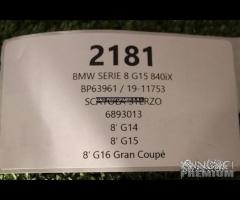 2181
BMW SERIE 8 G15 840iX
BP63961 / 19-11753
SCATOLA STERZO
6893013
8' G14
8' G15
8' G16 Gran Coupé
ANNUNCI
PREMIUM